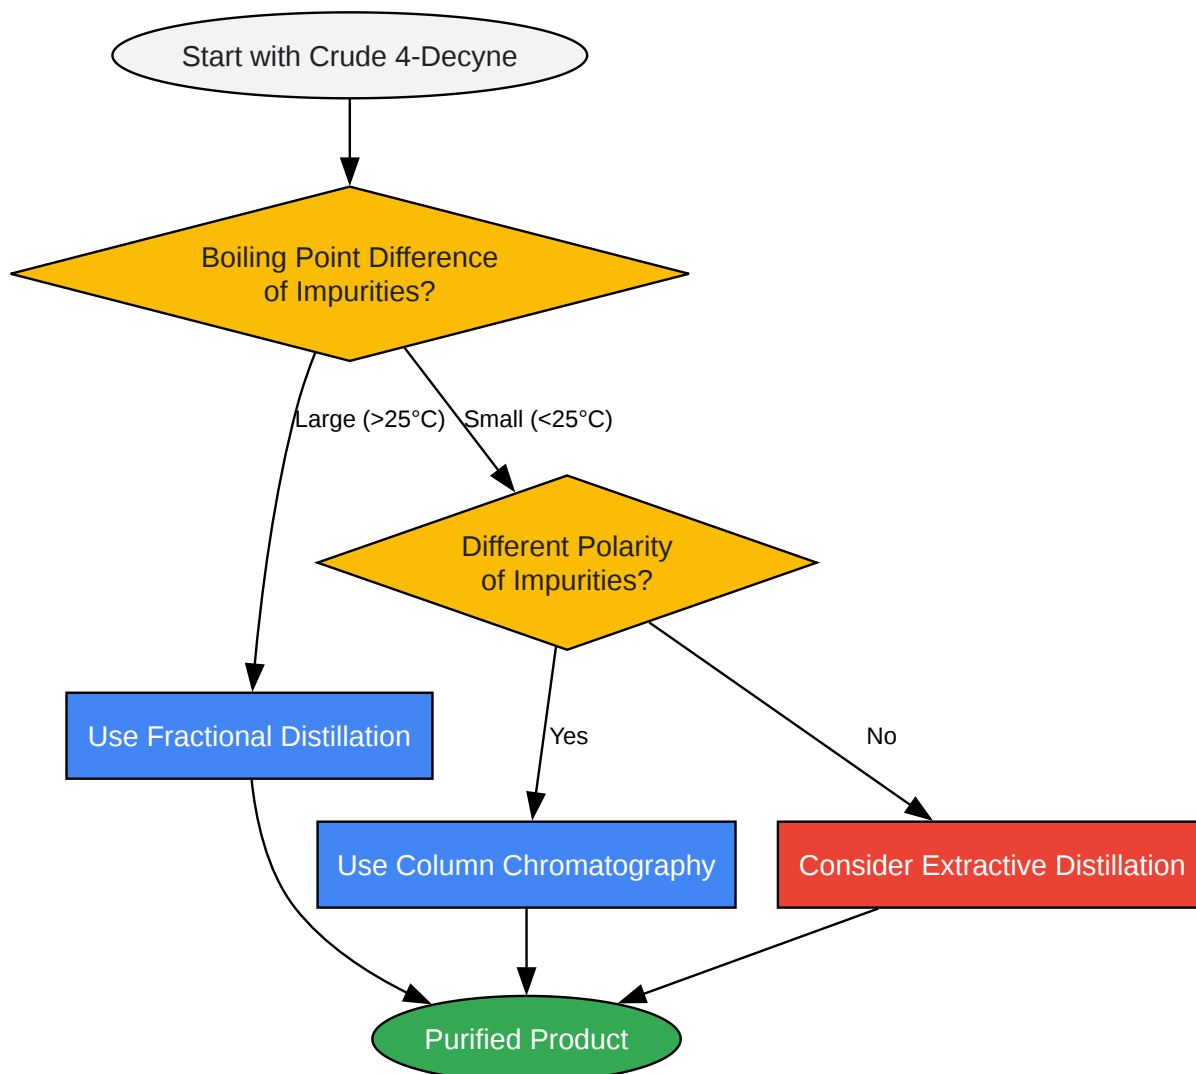 Start with Crude 4-Decyne
Boiling Point Difference
of Impurities?
Large (>25°C)
Small (<25°C)
Different Polarity
of Impurities?
Use Fractional Distillation
Yes
No
Use Column Chromatography
Consider Extractive Distillation
Purified Product